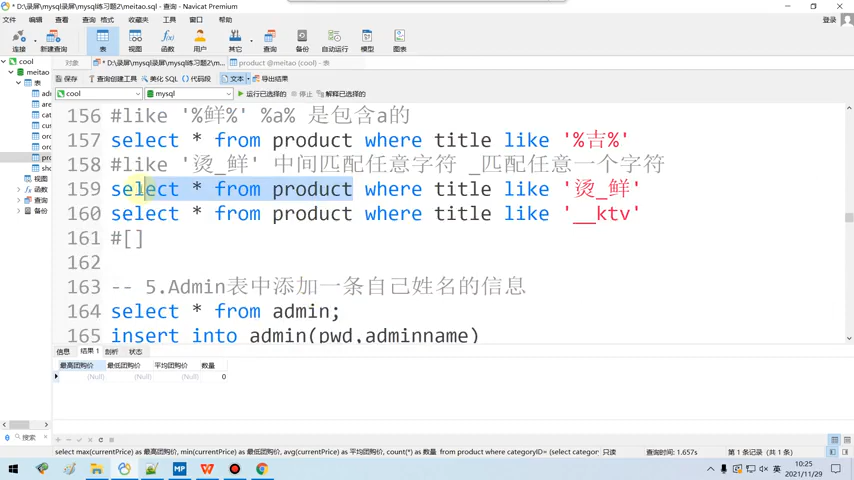 * D:\录屏\mysql录屏\mysql练习题2\meitao.sql - 查询 - Navicat Premium
文件 编辑 查看 查询 格式 收藏夹 工具 窗口 帮助
登录
连接 新建查询 表 视图 函数 用户 其它 查询 备份 自动运行 模型 图表
对象 * D:\录屏\mysql录屏\mysql练习题2\m... product @meitao (cool) - 表
保存 查询创建工具 美化 SQL () 代码段 文本 导出结果
cool mysql 运行已选择的 停止 解释已选择的
cool
meitao
表
视图
函数
查询
备份
156 #like '%鲜%' %a% 是包含a的
157 select * from product where title like '%吉%'
158 #like '烫_鲜' 中间匹配任意字符 _匹配任意一个字符
159 select * from product where title like '烫_鲜'
160 select * from product where title like '__ktv'
161 #[]
162
163 -- 5.Admin表中添加一条自己姓名的信息
164 select * from admin;
165 insert into admin(pwd,adminname)
信息 结果 1 剖析 状态
最高团购价 最低团购价 平均团购价 数量
(Null) (Null) (Null) 0
搜索
select max(currentPrice) as 最高团购价, min(currentPrice) as 最低团购价, avg(currentPrice) as 平均团购价, count(*) as 数量 from product where categoryID= (select categor 只读 查询时间: 1.657s 第 1 条记录 (共 1 条)
英 10:25
2021/11/29